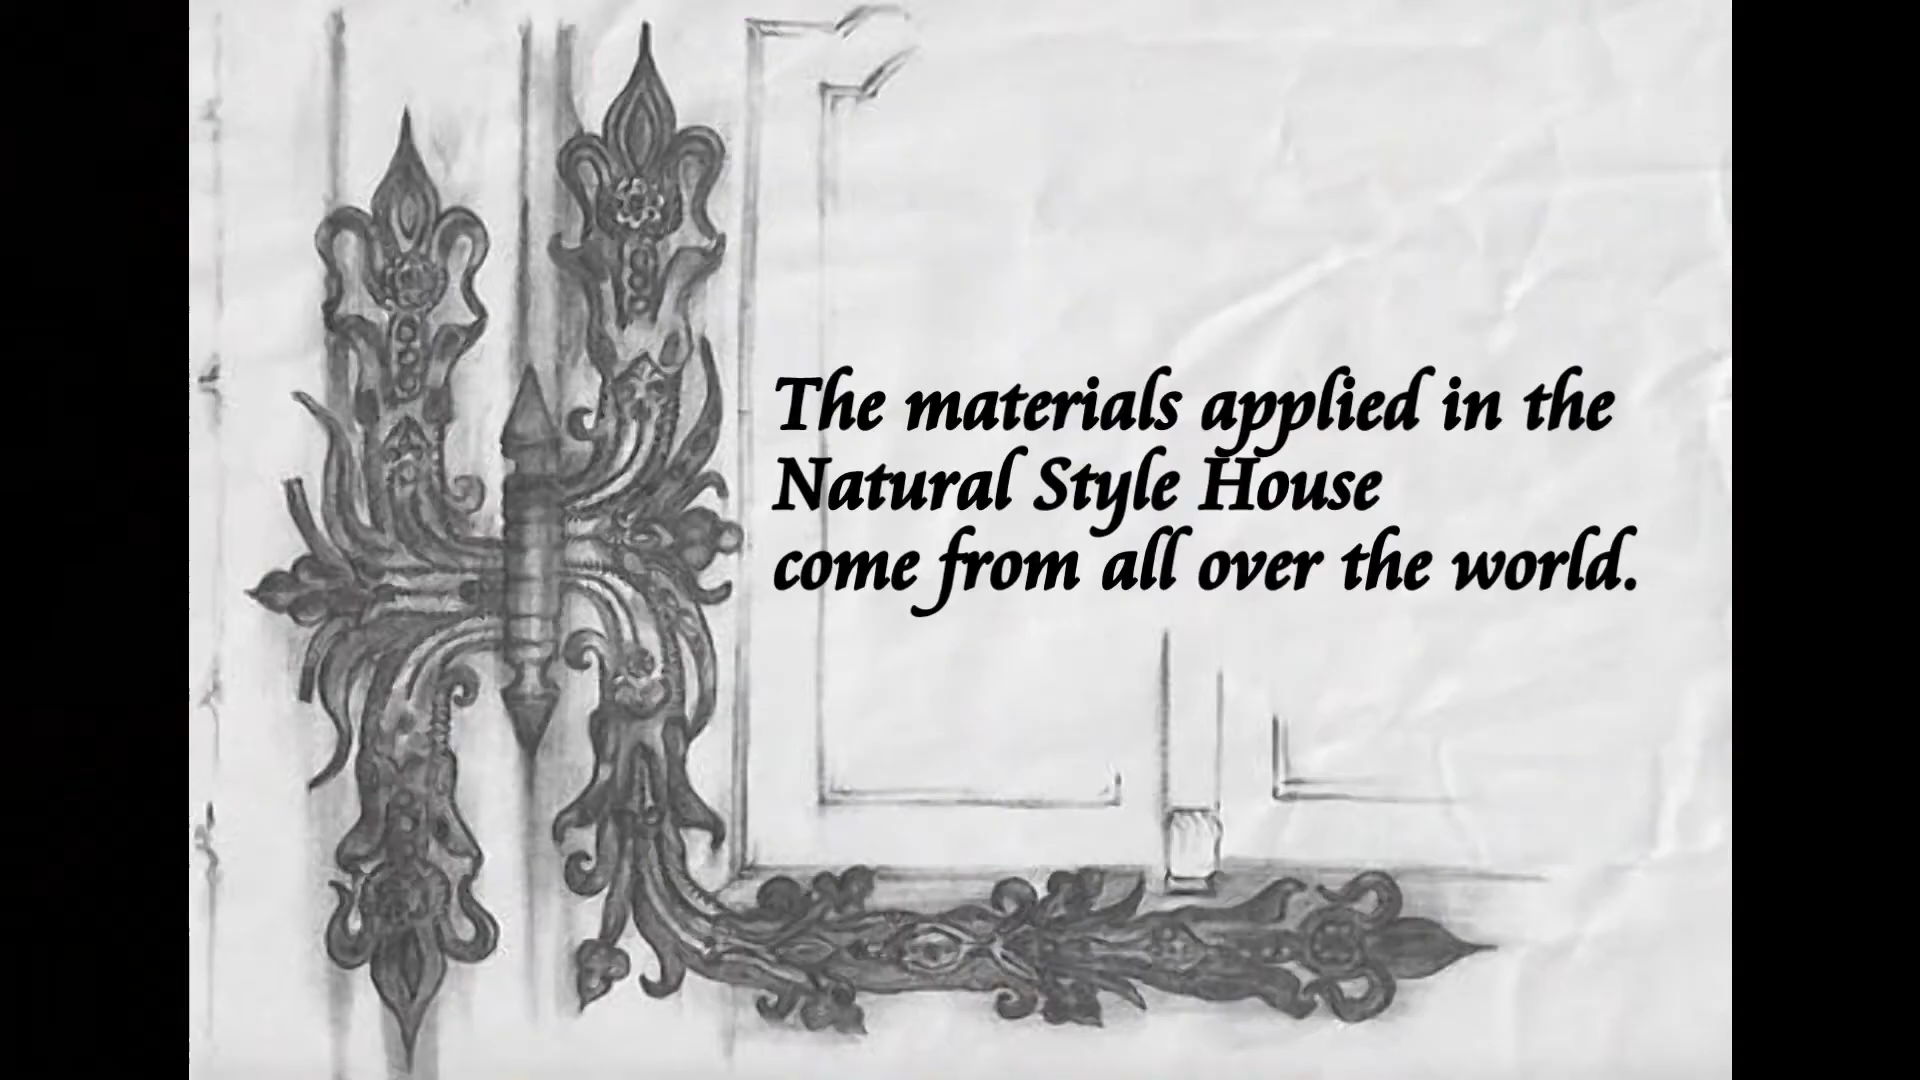 The materials applied in the
Natural Style House
come from all over the world.